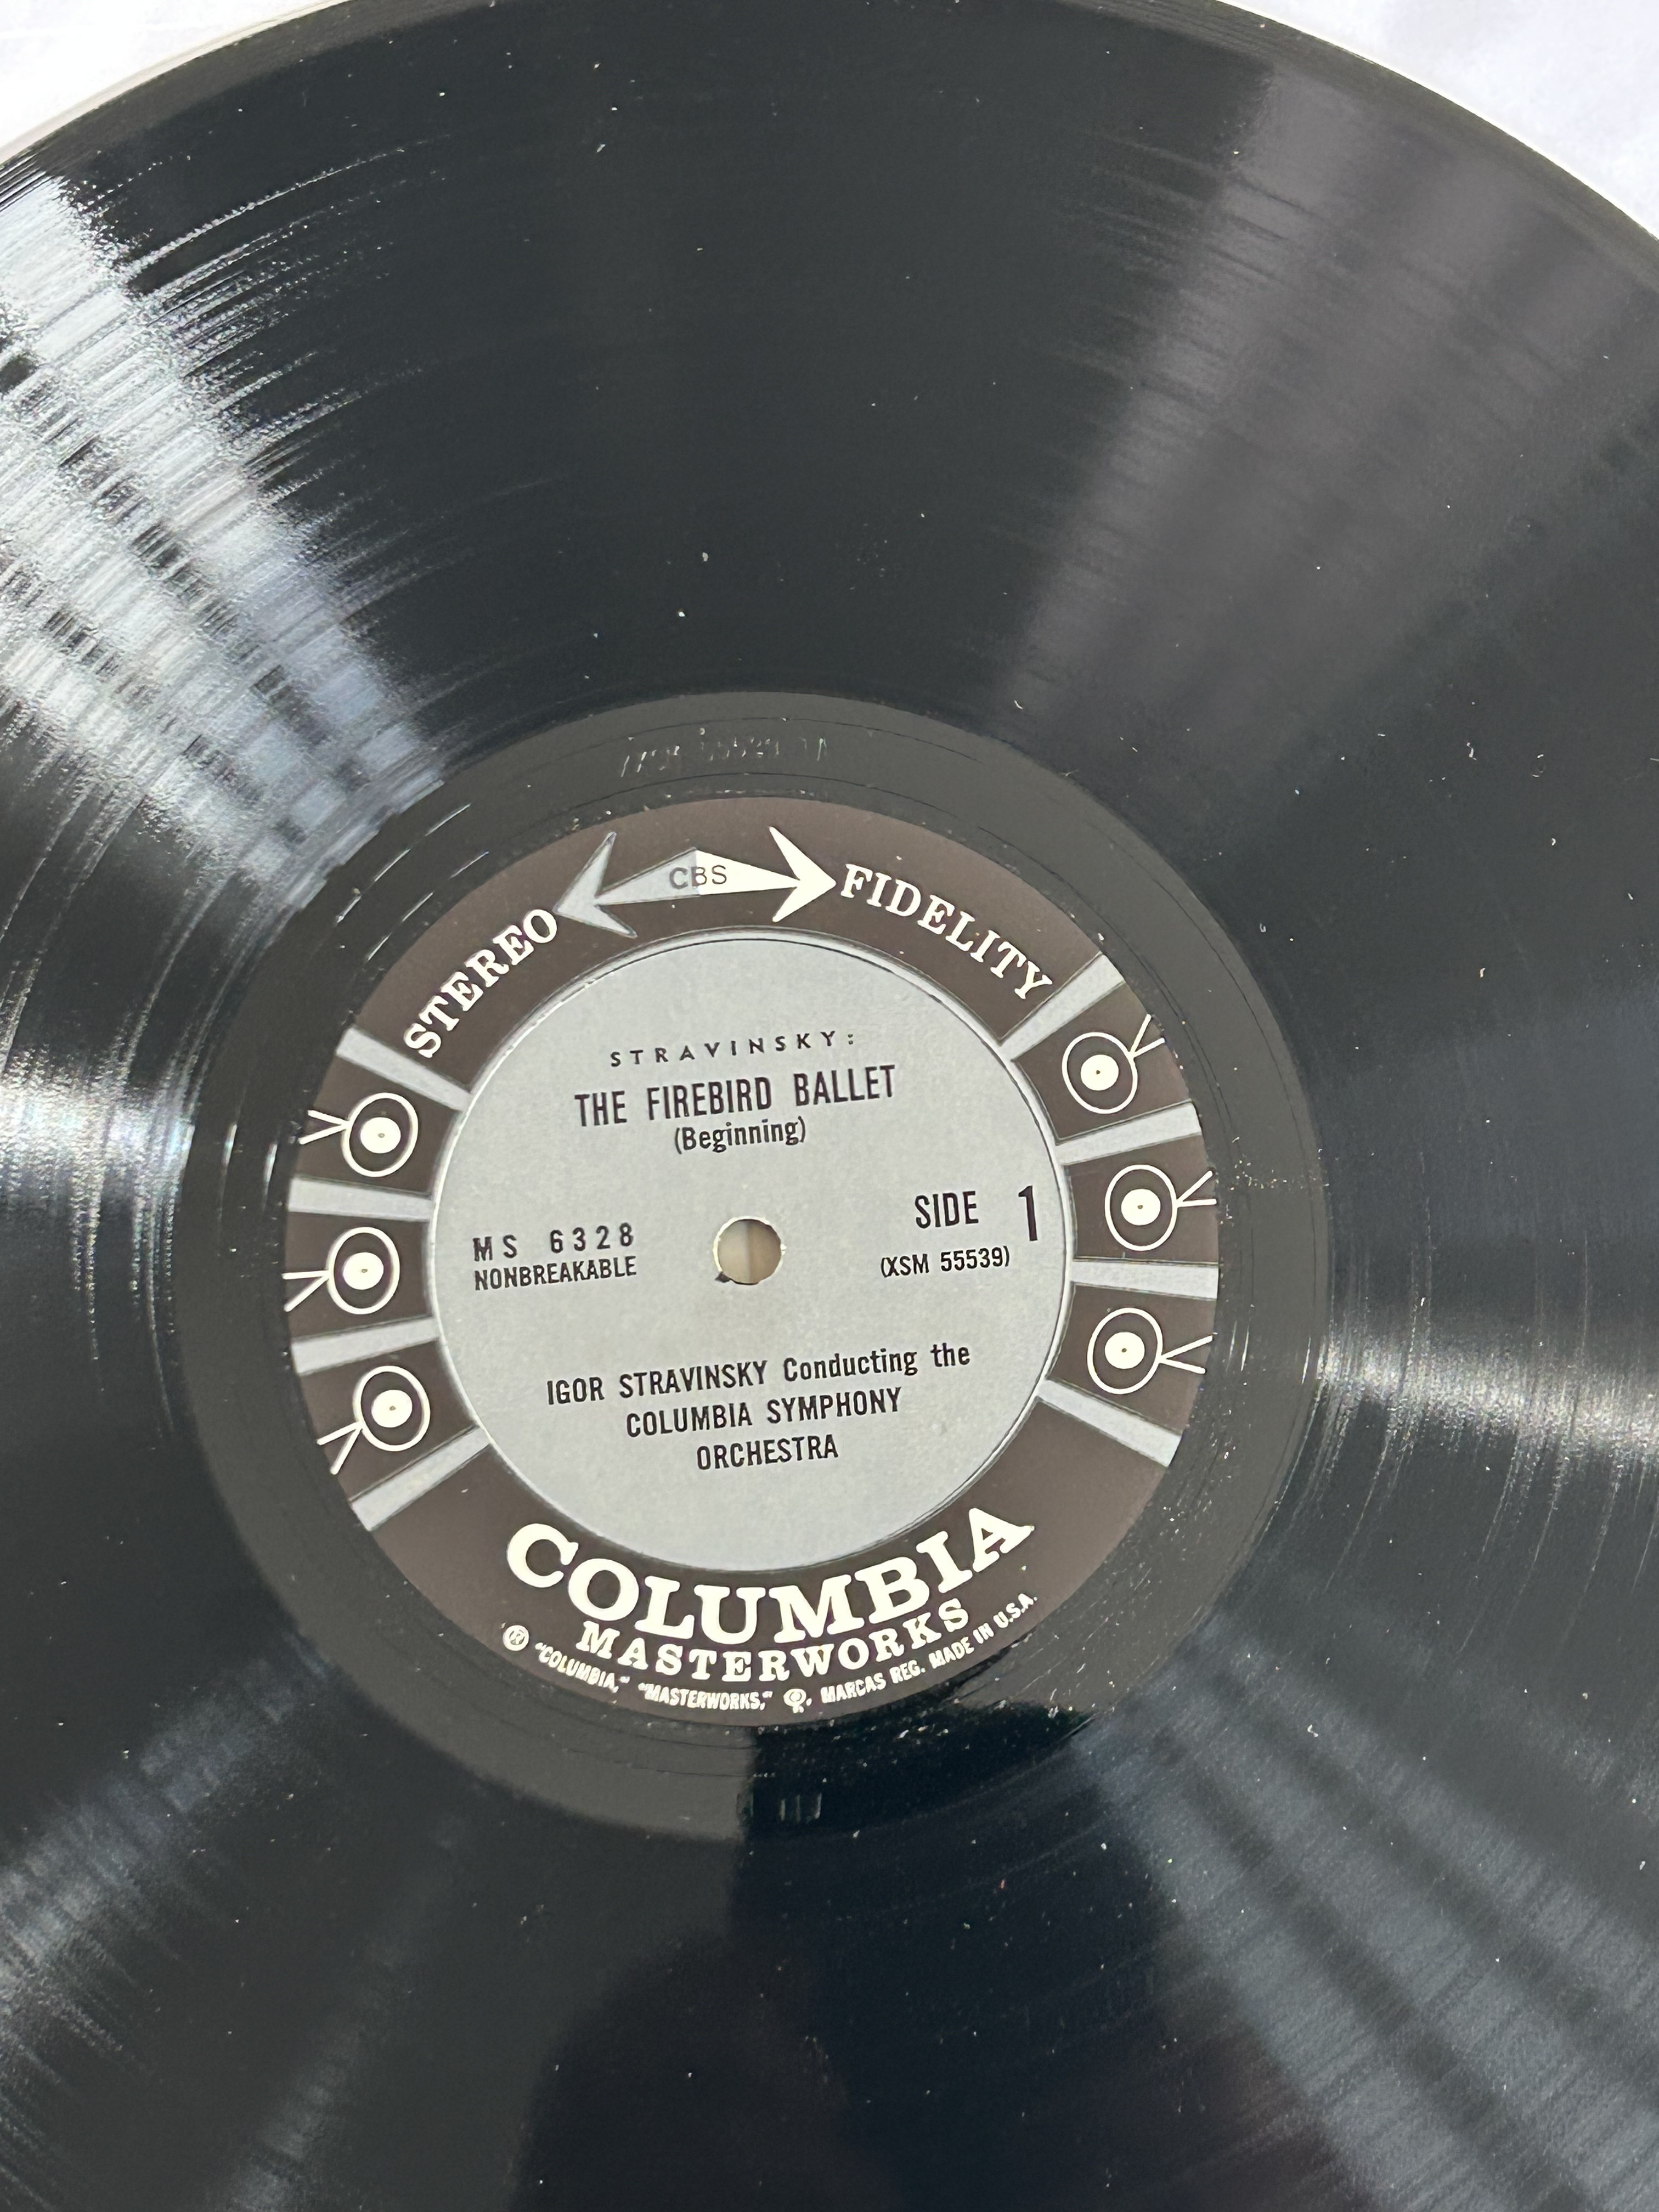 STEREO CBS FIDELITY
STRAVINSKY:
THE FIREBIRD BALLET
(Beginning)
MS 6328
NONBREAKABLE
SIDE 1
(XSM 55539)
IGOR STRAVINSKY Conducting the
COLUMBIA SYMPHONY
ORCHESTRA
COLUMBIA
MASTERWORKS
® "COLUMBIA," "MASTERWORKS," MARCAS REG. MADE IN U.S.A.